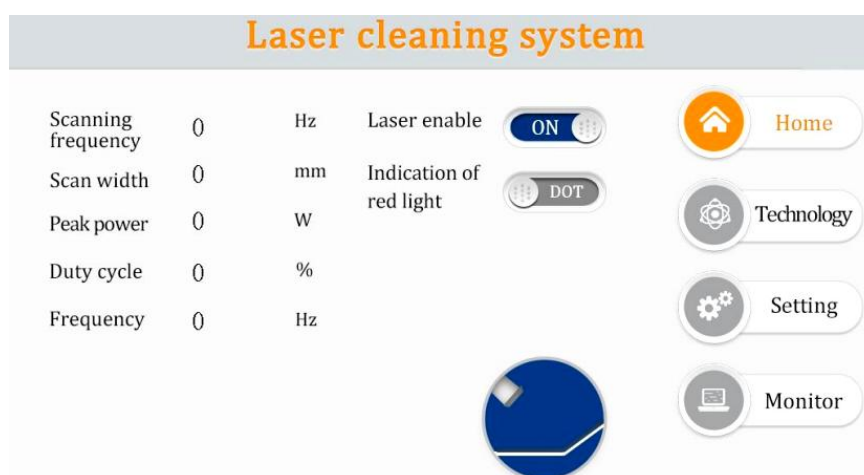 Laser cleaning system
Scanning
frequency
0
Hz
Laser enable
ON
Home
Scan width
0
mm
Indication of
red light
DOT
Peak power
0
W
Technology
Duty cycle
0
%
Frequency
0
Hz
Setting
Monitor